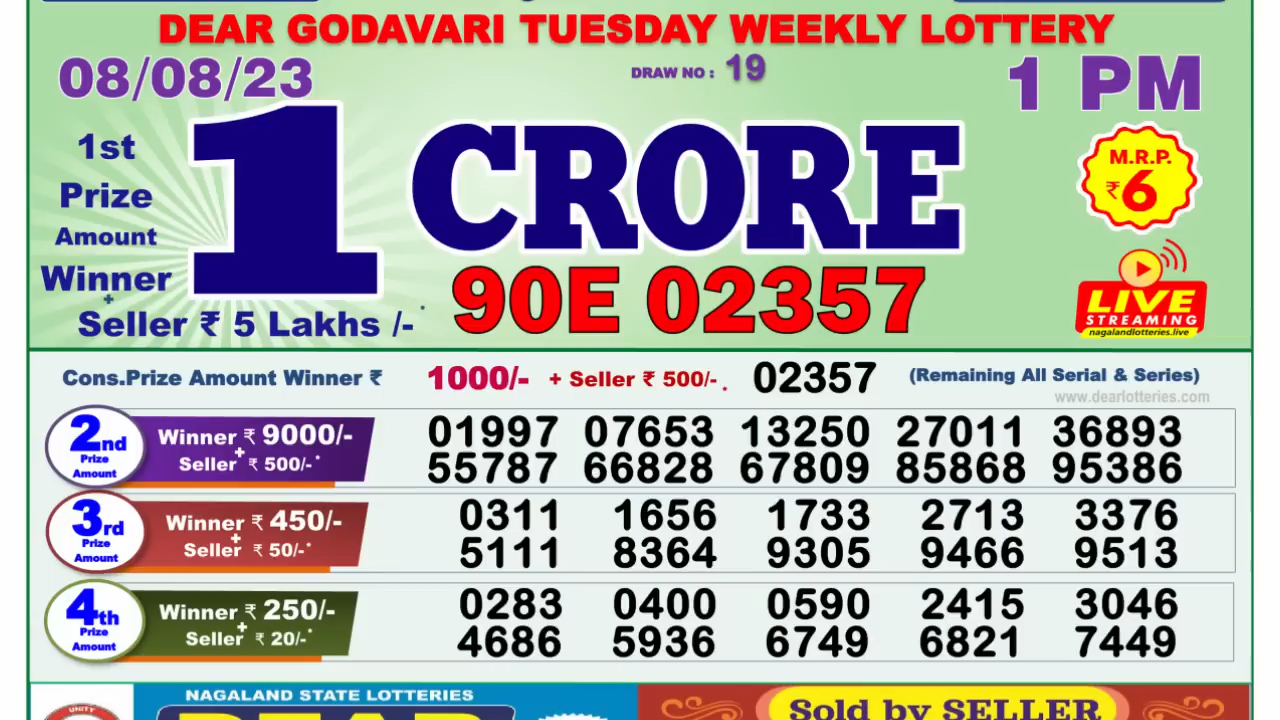 DEAR GODAVARI TUESDAY WEEKLY LOTTERY
08/08/23
DRAW NO : 19
1 PM
1st
Prize
Amount
Winner
+
Seller ₹ 5 Lakhs /-
1 CRORE
90E 02357
M.R.P.
₹6
LIVE
STREAMING
nagalandlotteries.live
Cons.Prize Amount Winner ₹ 1000/- + Seller ₹ 500/- . 02357 (Remaining All Serial & Series)
www.dearlotteries.com
2nd
Prize
Amount
Winner ₹ 9000/-
+
Seller ₹ 500/-*
01997 07653 13250 27011 36893
55787 66828 67809 85868 95386
3rd
Prize
Amount
Winner ₹ 450/-
+
Seller ₹ 50/-*
0311 1656 1733 2713 3376
5111 8364 9305 9466 9513
4th
Prize
Amount
Winner ₹ 250/-
+
Seller ₹ 20/-*
0283 0400 0590 2415 3046
4686 5936 6749 6821 7449
UNITY
NAGALAND STATE LOTTERIES
DEAR
Sold by SELLER